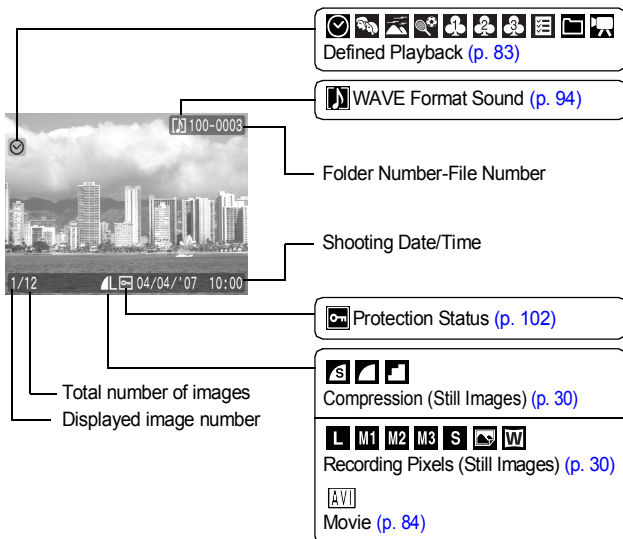 Defined Playback (p. 83)
WAVE Format Sound (p. 94)
100-0003
Folder Number-File Number
Shooting Date/Time
1/12
L
04/04/'07 10:00
Protection Status (p. 102)
S
Compression (Still Images) (p. 30)
Total number of images
Displayed image number
L M1 M2 M3 S W
Recording Pixels (Still Images) (p. 30)
AVI
Movie (p. 84)